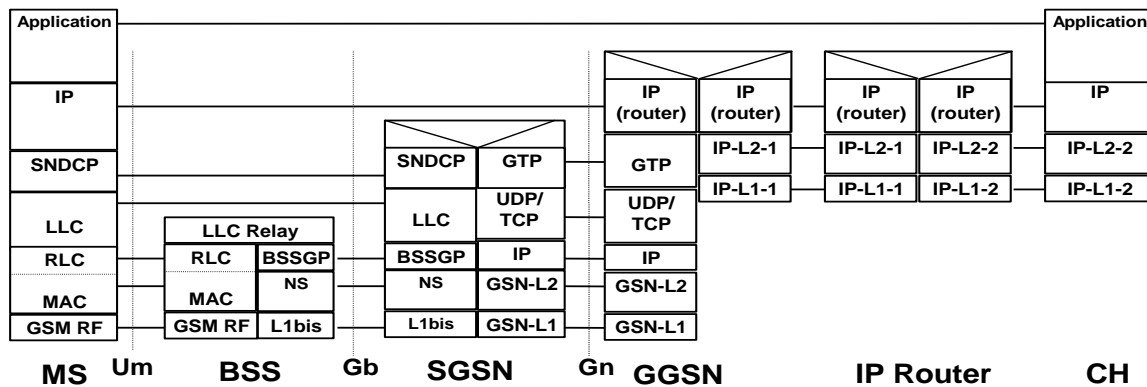 Application
Application
IP
IP
(router)
IP
(router)
IP
(router)
IP
(router)
IP
SNDCP
SNDCP
GTP
GTP
IP-L2-1
IP-L2-1
IP-L2-2
IP-L2-2
IP-L1-1
IP-L1-1
IP-L1-2
IP-L1-2
LLC
LLC Relay
LLC
UDP/
TCP
UDP/
TCP
RLC
RLC
BSSGP
BSSGP
IP
IP
MAC
MAC
NS
NS
GSN-L2
GSN-L2
GSM RF
GSM RF
L1bis
L1bis
GSN-L1
GSN-L1
MS
Um
BSS
Gb
SGSN
Gn
GGSN
IP Router
CH